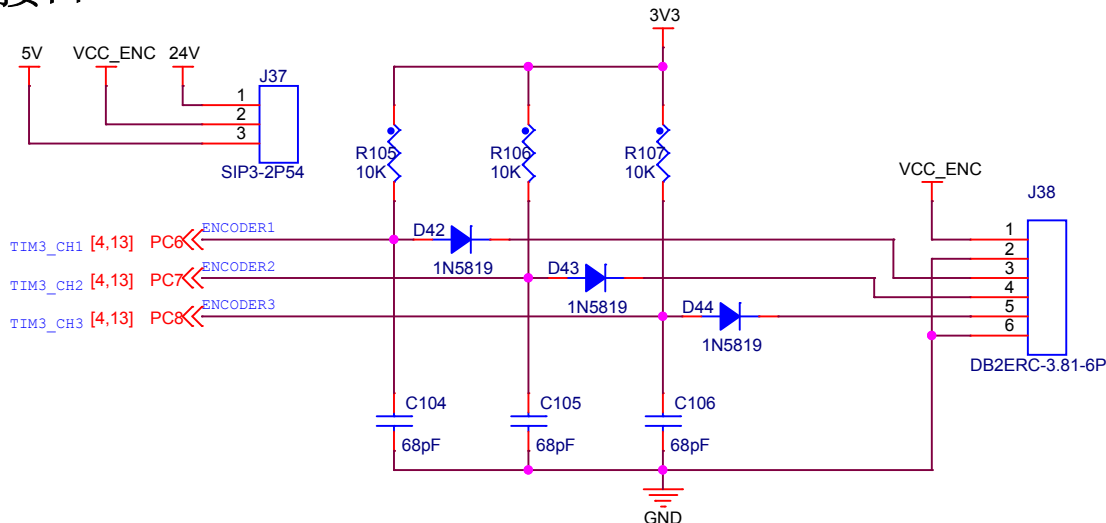 接口
3V3
5V VCC_ENC 24V
J37
1
2
3
SIP3-2P54
R105
10K
R106
10K
R107
10K
VCC_ENC
J38
TIM3_CH1 [4,13] PC6 ENCODER1
D42
1N5819
TIM3_CH2 [4,13] PC7 ENCODER2
D43
1N5819
TIM3_CH3 [4,13] PC8 ENCODER3
D44
1N5819
1
2
3
4
5
6
DB2ERC-3.81-6P
C104
68pF
C105
68pF
C106
68pF
GND